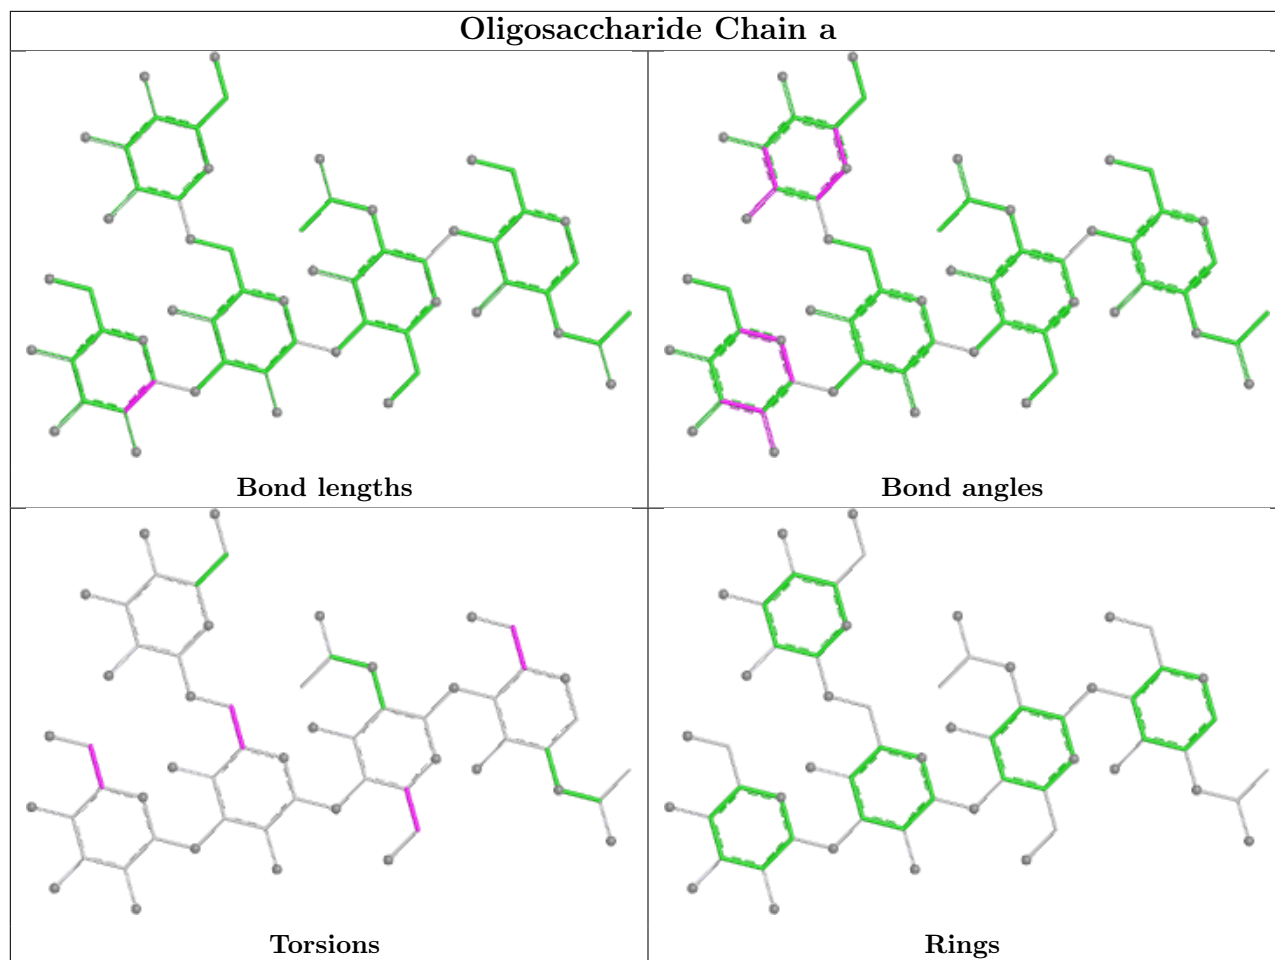 Oligosaccharide Chain a
Bond lengths
Bond angles
Torsions
Rings